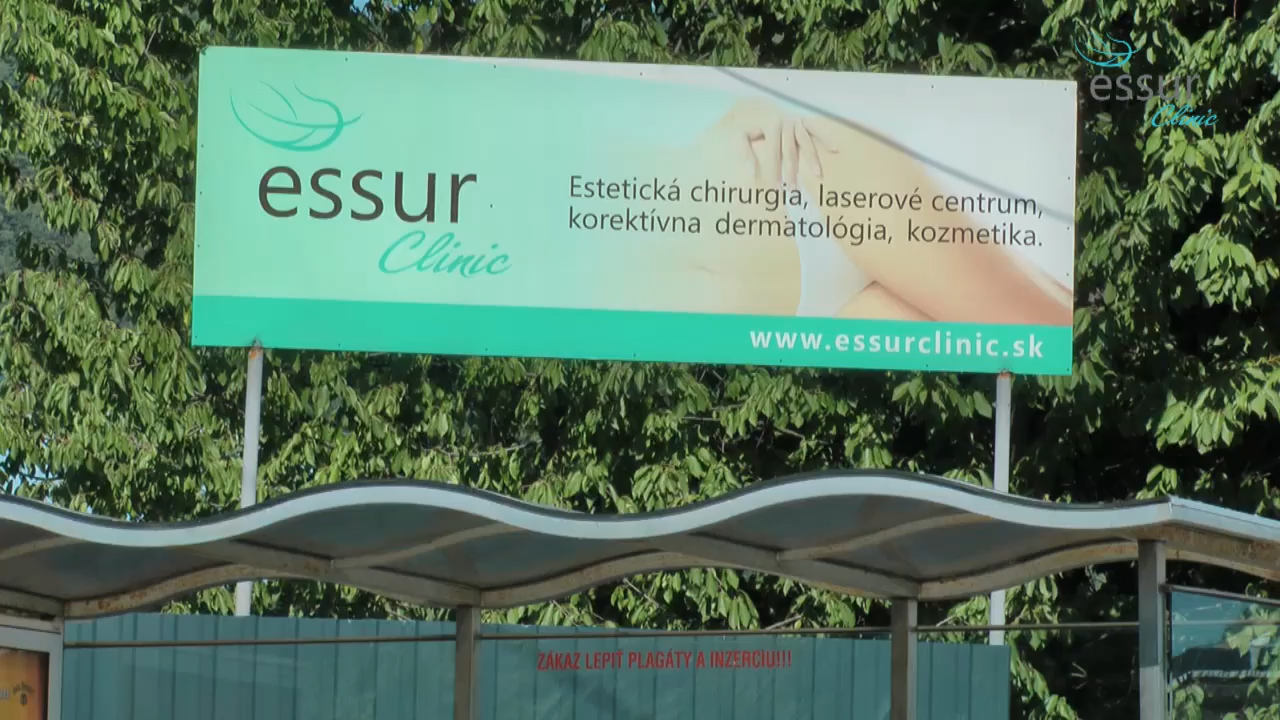 essur
Clinic
essur
Clinic
Estetická chirurgia, laserové centrum,
korektívna dermatológia, kozmetika.
www.essurclinic.sk
ZÁKAZ LEPIŤ PLAGÁTY A INZERCIU!!!